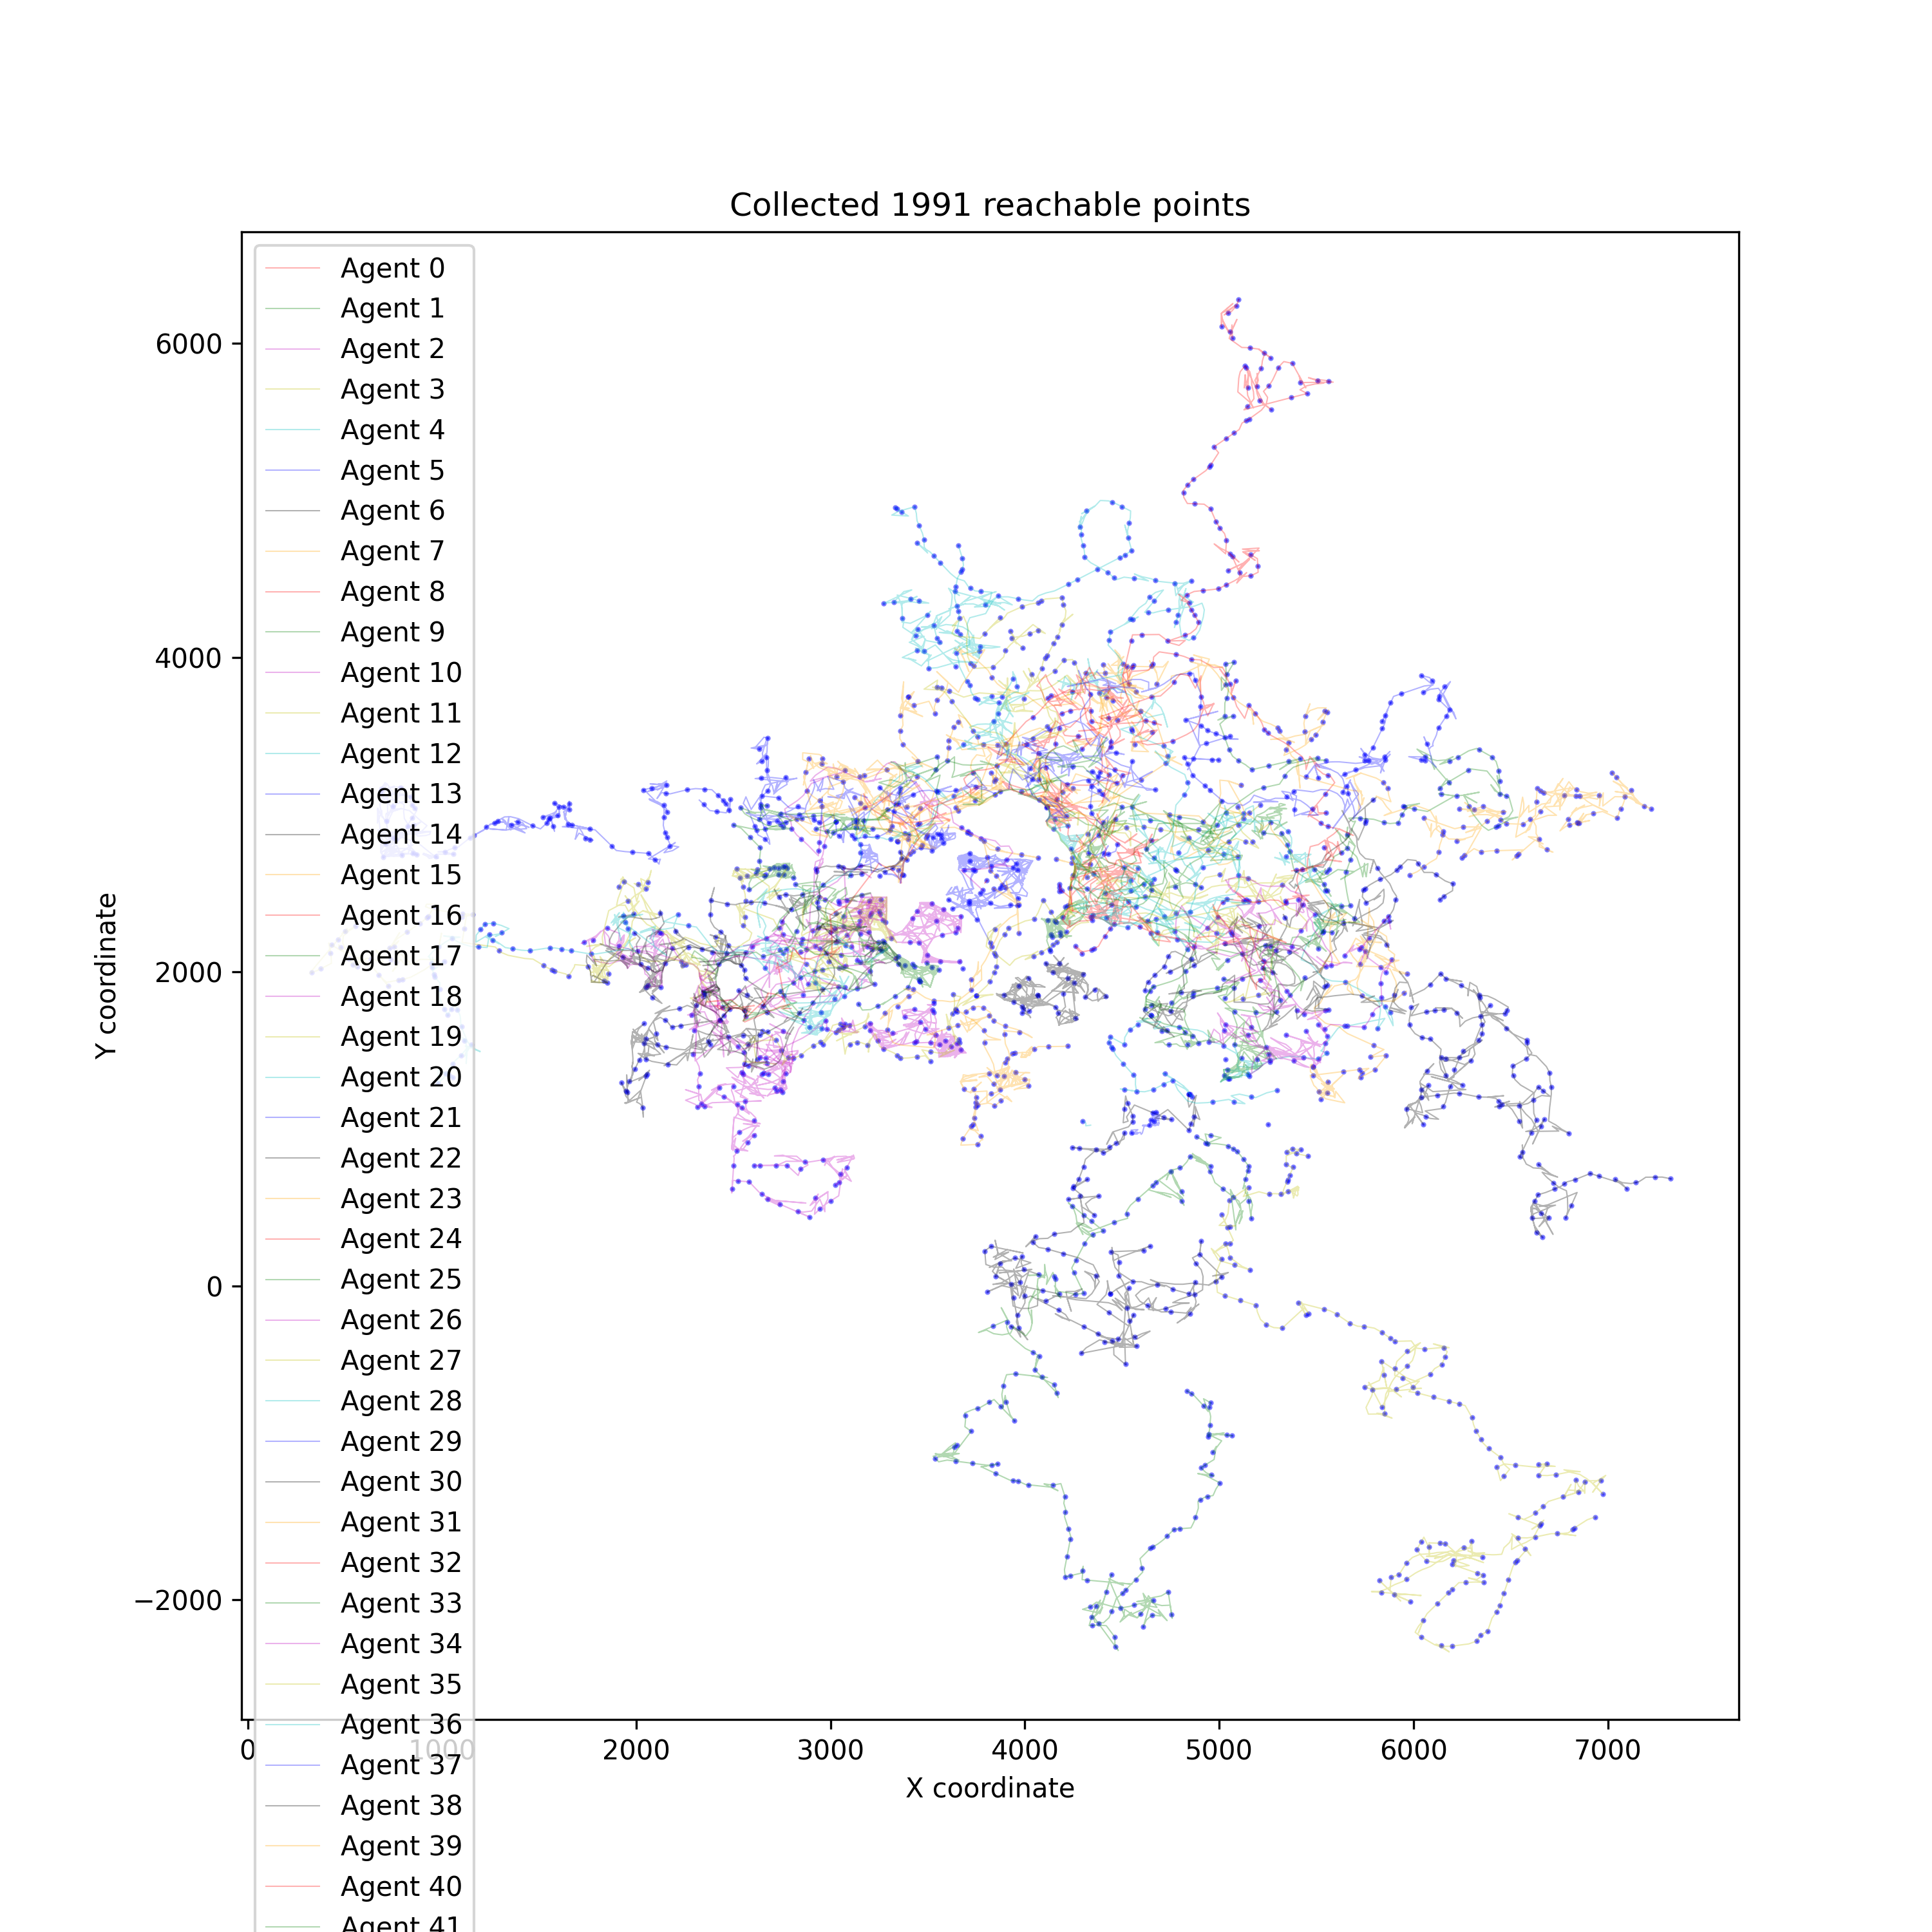 Collected 1991 reachable points
6000
4000
2000
0
−2000
Y coordinate
Agent 0
Agent 1
Agent 2
Agent 3
Agent 4
Agent 5
Agent 6
Agent 7
Agent 8
Agent 9
Agent 10
Agent 11
Agent 12
Agent 13
Agent 14
Agent 15
Agent 16
Agent 17
Agent 18
Agent 19
Agent 20
Agent 21
Agent 22
Agent 23
Agent 24
Agent 25
Agent 26
Agent 27
Agent 28
Agent 29
Agent 30
Agent 31
Agent 32
Agent 33
Agent 34
Agent 35
Agent 36
Agent 37
Agent 38
Agent 39
Agent 40
Agent 41
0 1000 2000 3000 4000 5000 6000 7000
X coordinate